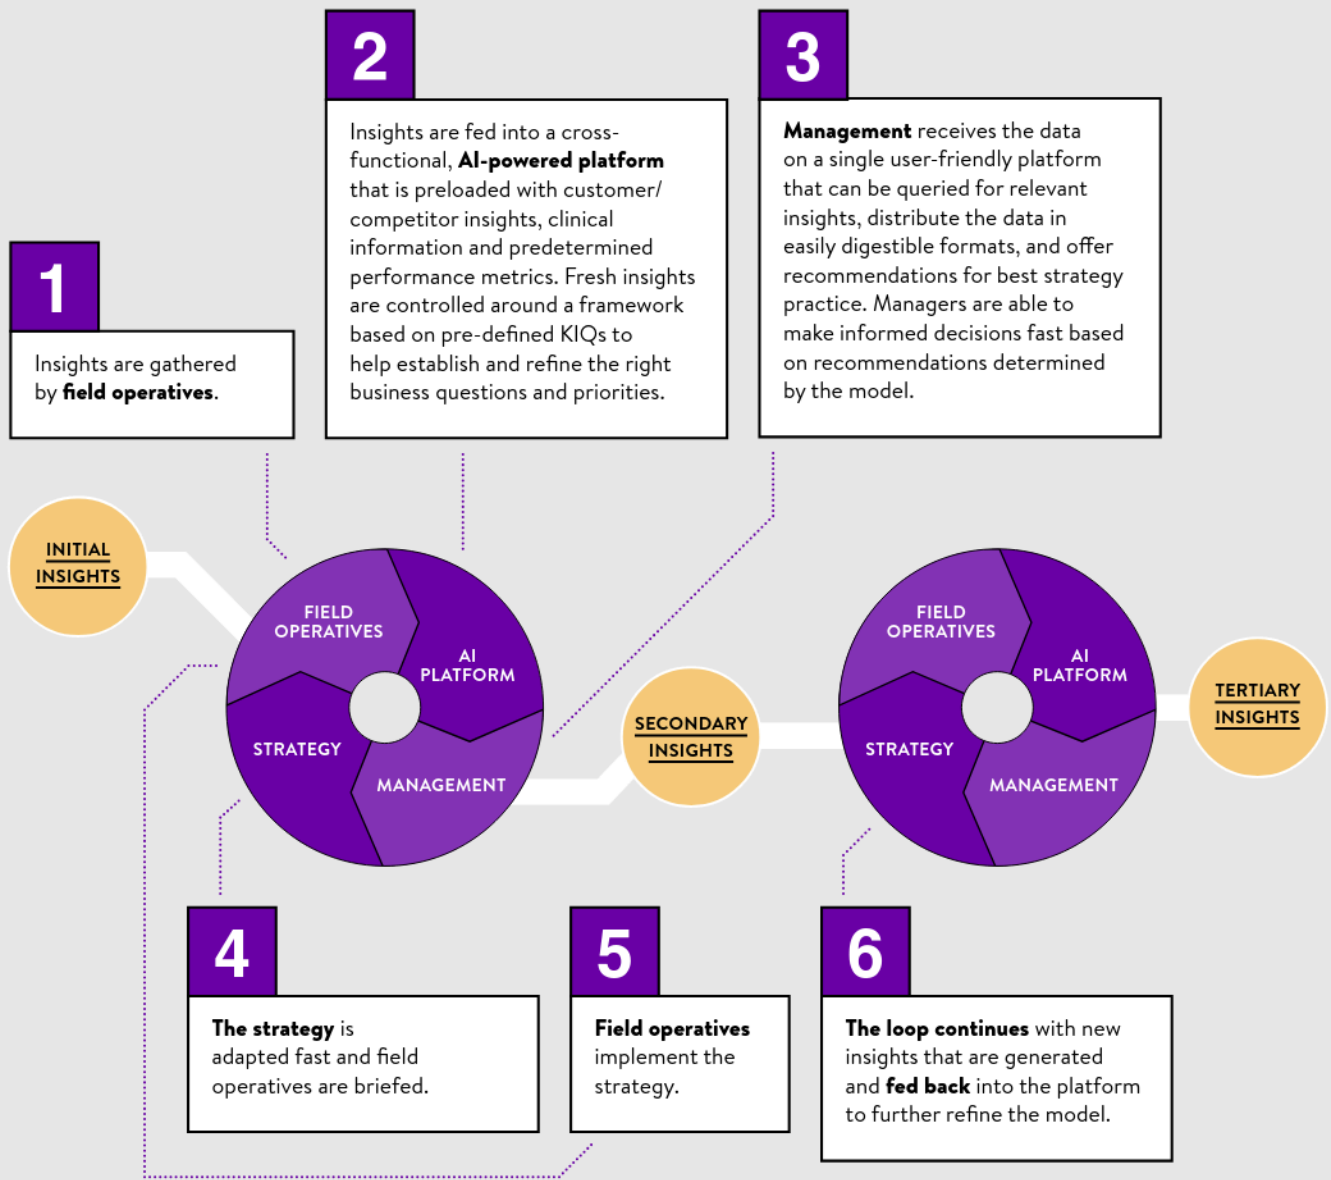 1
Insights are gathered
by field operatives.
2
Insights are fed into a cross-
functional, AI-powered platform
that is preloaded with customer/
competitor insights, clinical
information and predetermined
performance metrics. Fresh insights
are controlled around a framework
based on pre-defined KIQs to
help establish and refine the right
business questions and priorities.
3
Management receives the data
on a single user-friendly platform
that can be queried for relevant
insights, distribute the data in
easily digestible formats, and offer
recommendations for best strategy
practice. Managers are able to
make informed decisions fast based
on recommendations determined
by the model.
INITIAL
INSIGHTS
FIELD
OPERATIVES
AI
PLATFORM
STRATEGY
MANAGEMENT
SECONDARY
INSIGHTS
FIELD
OPERATIVES
AI
PLATFORM
STRATEGY
MANAGEMENT
TERTIARY
INSIGHTS
4
The strategy is
adapted fast and field
operatives are briefed.
5
Field operatives
implement the
strategy.
6
The loop continues with new
insights that are generated
and fed back into the platform
to further refine the model.